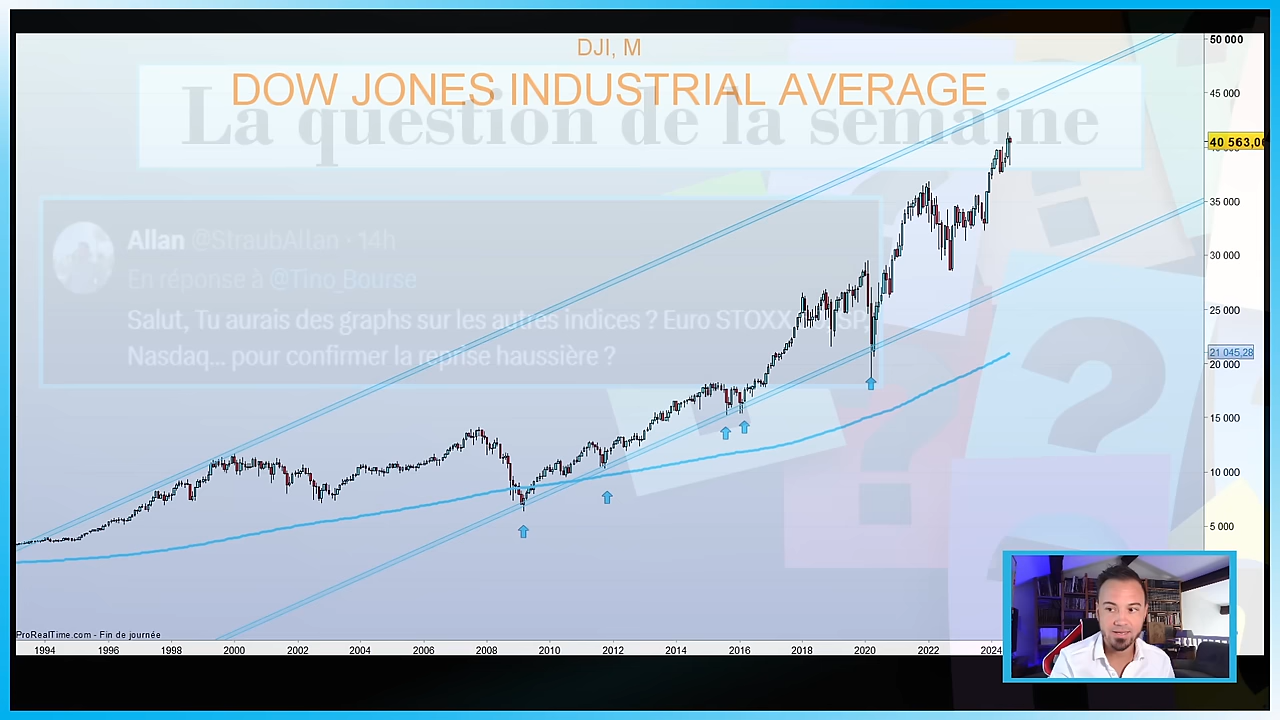 DJI, M
DOW JONES INDUSTRIAL AVERAGE
La question de la semaine
Allan @StraubAllan · 14h
En réponse à @Tino_Bourse
Salut, Tu aurais des graphs sur les autres indices ? Euro STOXX, SP,
Nasdaq... pour confirmer la reprise haussière ?
50 000
45 000
40 563,0
35 000
30 000
25 000
21 045,28
20 000
15 000
10 000
5 000
ProRealTime.com - Fin de journée
1994 1996 1998 2000 2002 2004 2006 2008 2010 2012 2014 2016 2018 2020 2022 2024